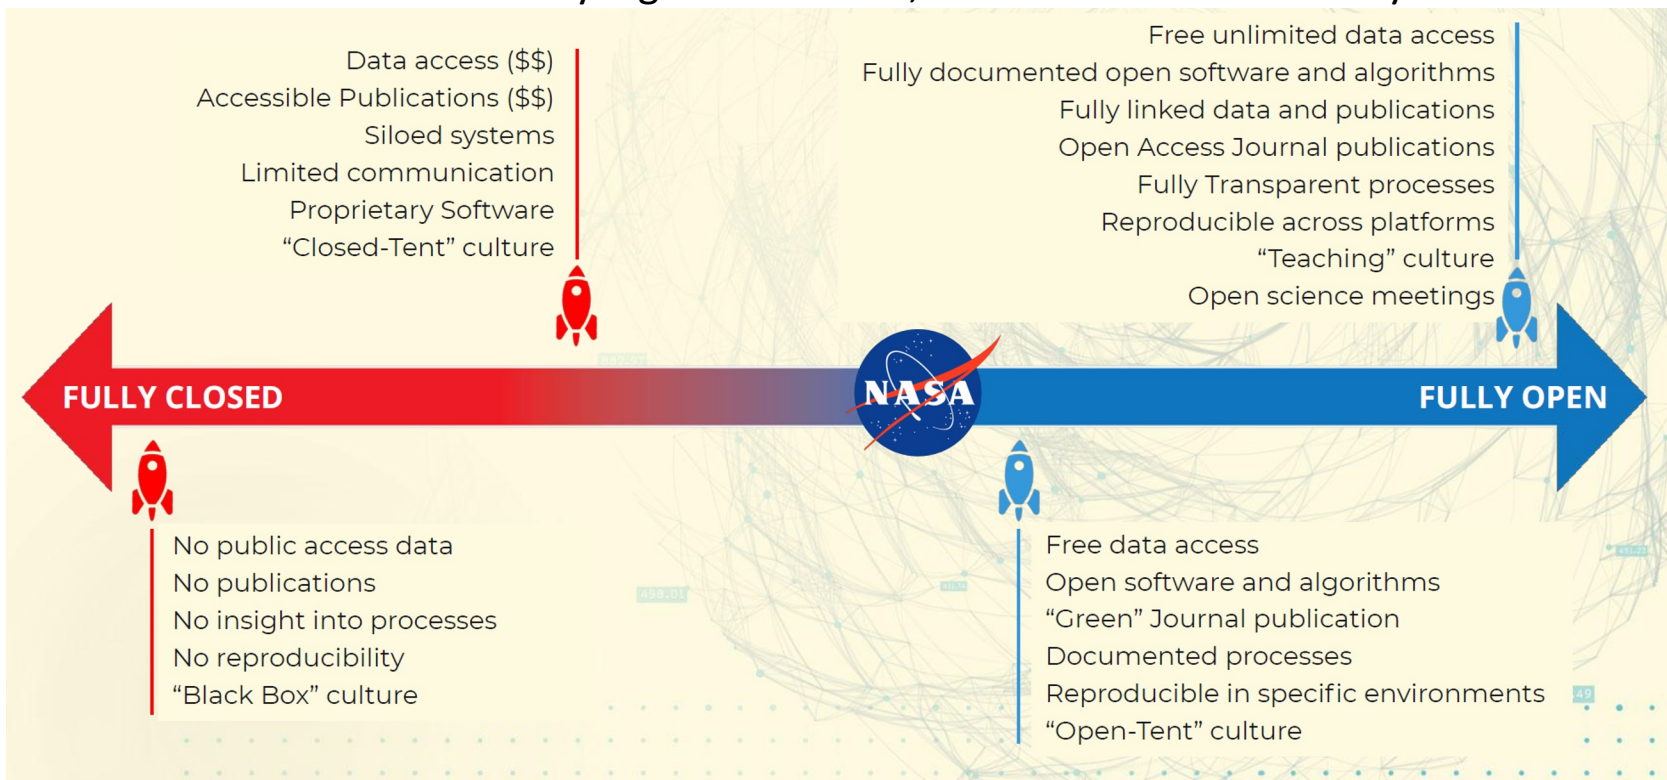 Data access ($$)
Accessible Publications ($$)
Siloed systems
Limited communication
Proprietary Software
“Closed-Tent” culture
Free unlimited data access
Fully documented open software and algorithms
Fully linked data and publications
Open Access Journal publications
Fully Transparent processes
Reproducible across platforms
“Teaching” culture
Open science meetings
FULLY CLOSED
NASA
FULLY OPEN
No public access data
No publications
No insight into processes
No reproducibility
“Black Box” culture
Free data access
Open software and algorithms
“Green” Journal publication
Documented processes
Reproducible in specific environments
“Open-Tent” culture
498.01